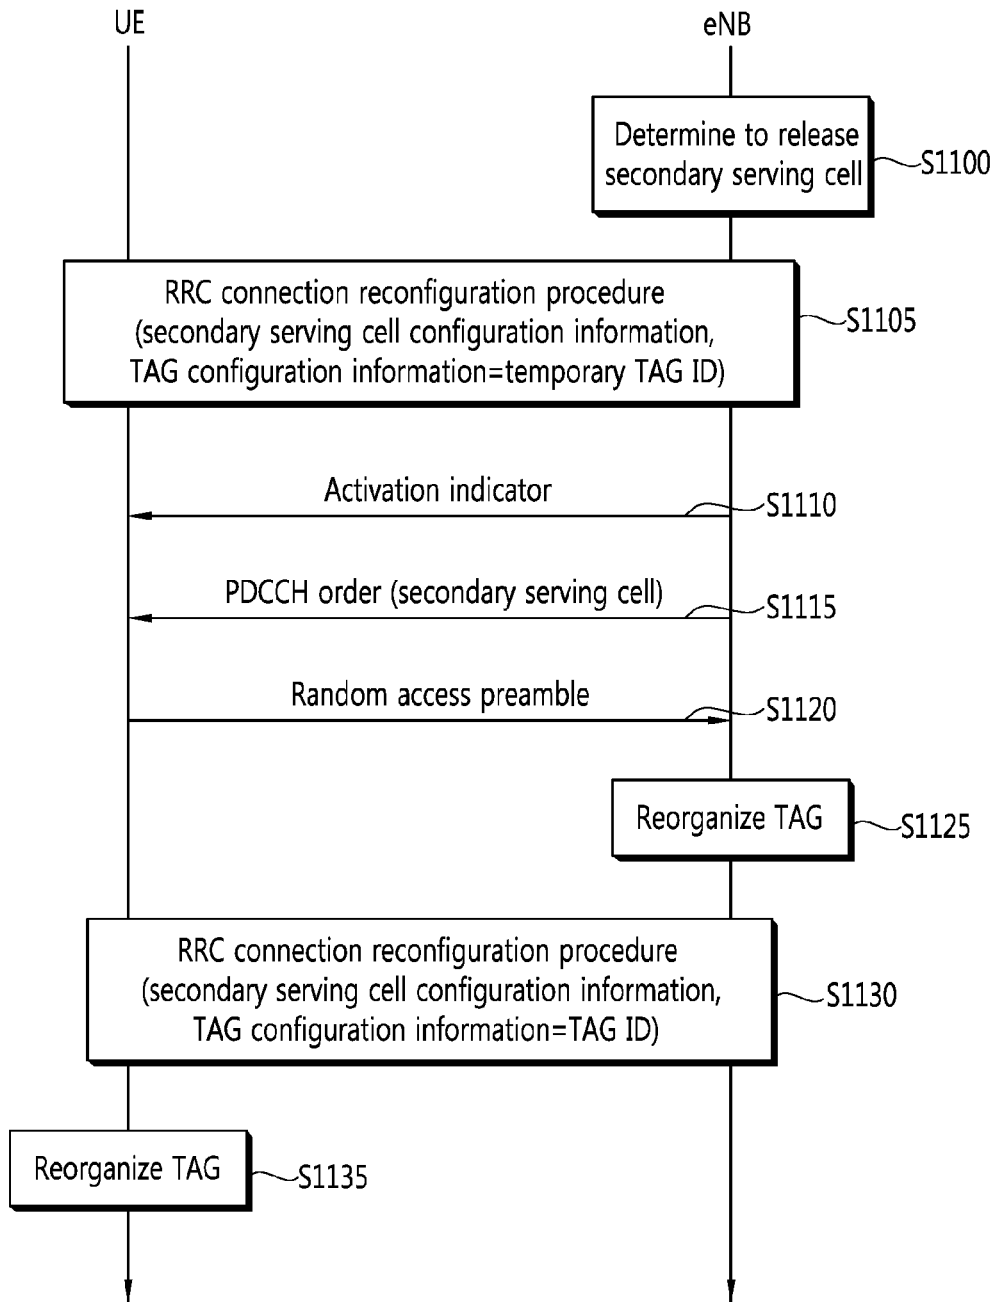 UE
eNB
Determine to release
secondary serving cell
S1100
RRC connection reconfiguration procedure
(secondary serving cell configuration information,
TAG configuration information=temporary TAG ID)
S1105
Activation indicator
S1110
PDCCH order (secondary serving cell)
S1115
Random access preamble
S1120
Reorganize TAG
S1125
RRC connection reconfiguration procedure
(secondary serving cell configuration information,
TAG configuration information=TAG ID)
S1130
Reorganize TAG
S1135